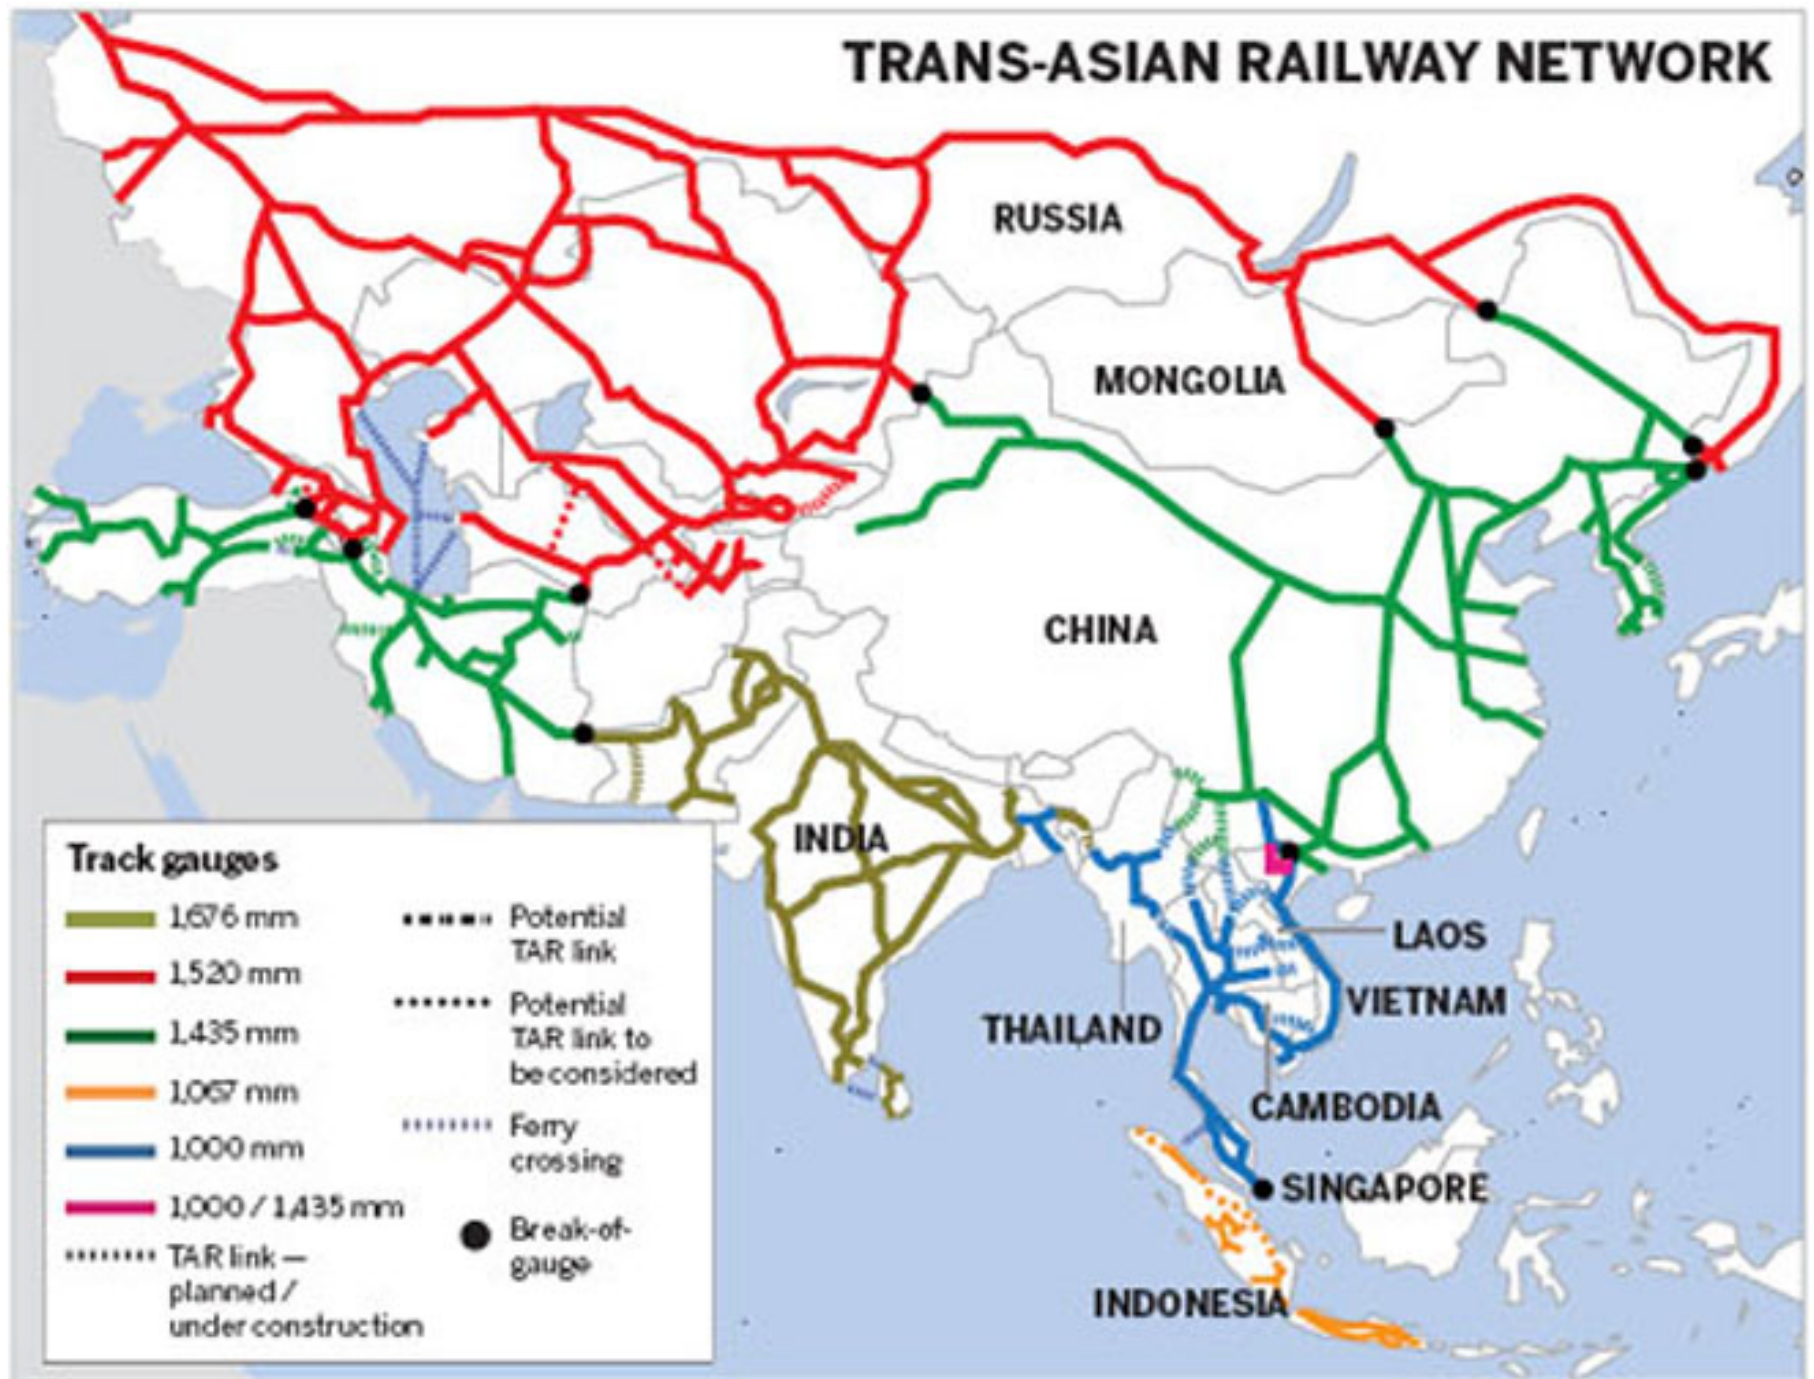 TRANS-ASIAN RAILWAY NETWORK
RUSSIA
MONGOLIA
CHINA
INDIA
LAOS
VIETNAM
THAILAND
CAMBODIA
SINGAPORE
INDONESIA
Track gauges
1,676 mm
1,520 mm
1,435 mm
1,067 mm
1,000 mm
1,000 / 1,435 mm
TAR link —
planned /
under construction
Potential
TAR link
Potential
TAR link to
be considered
Ferry
crossing
Break-of-
gauge